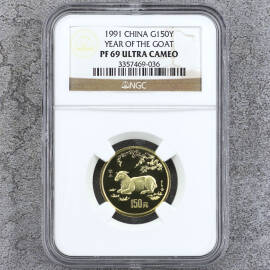 1991 CHINA G150Y
YEAR OF THE GOAT
PF 69 ULTRA CAMEO
3357469-036
NGC
150元